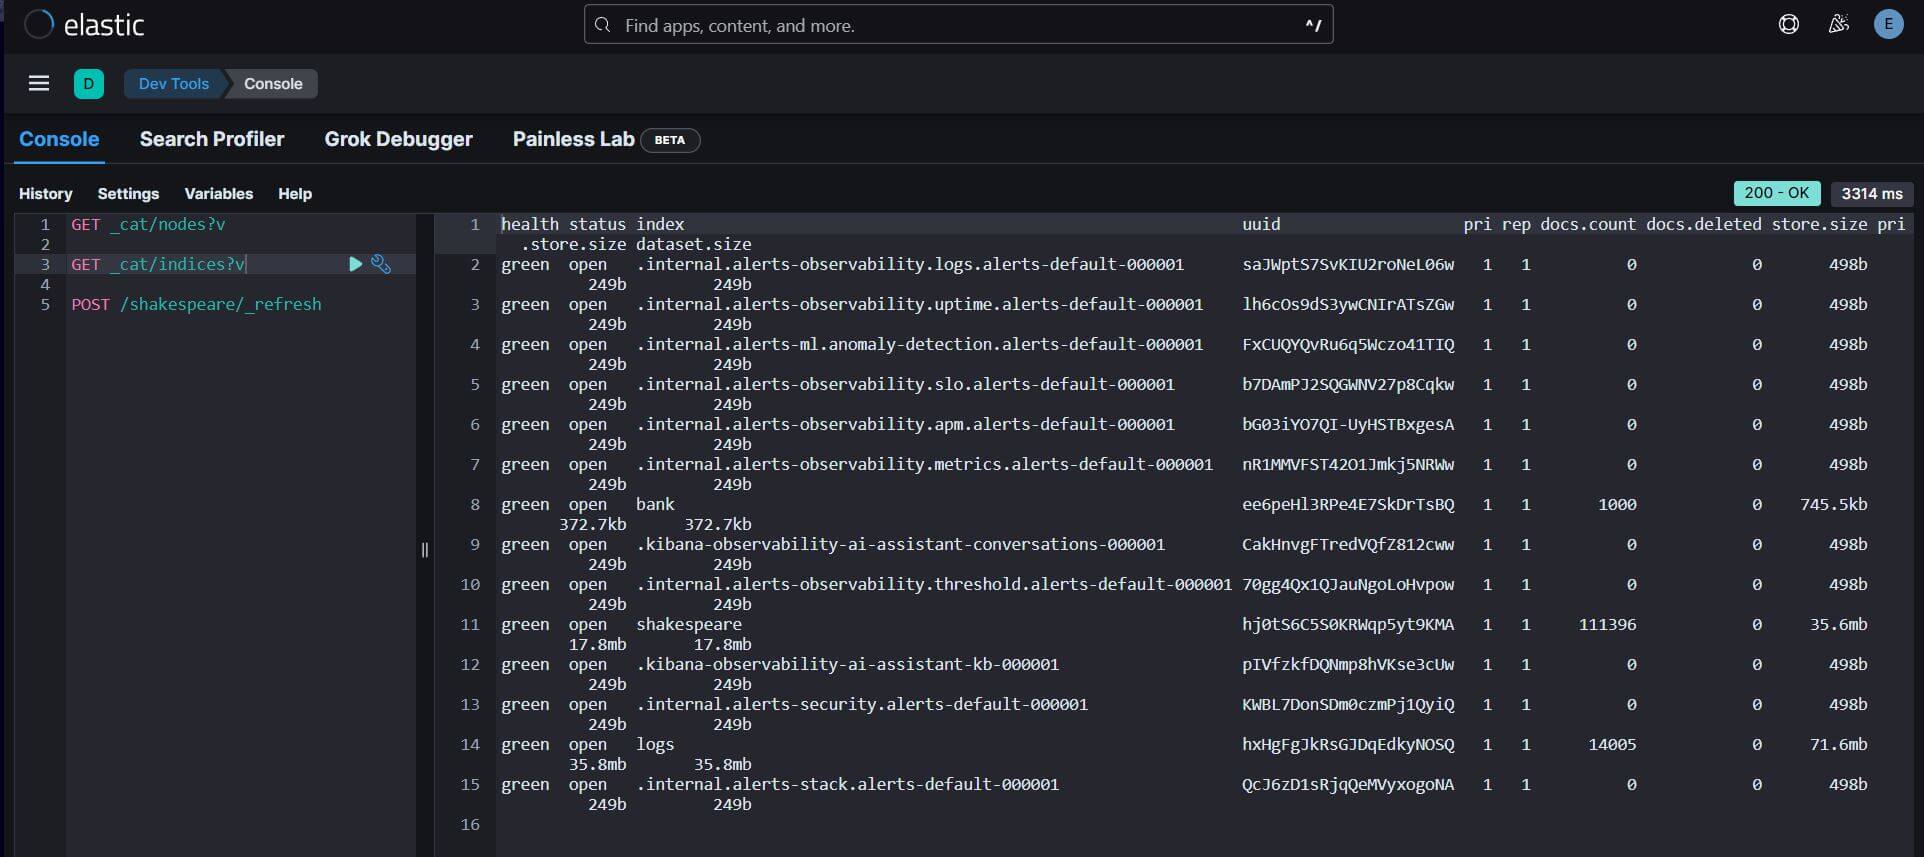 elastic
Find apps, content, and more.
^/
E
D
Dev Tools
Console
Console
Search Profiler
Grok Debugger
Painless Lab BETA
History
Settings
Variables
Help
200 - OK
3314 ms
1 GET _cat/nodes?v
2
3 GET _cat/indices?v
4
5 POST /shakespeare/_refresh
1 health status index uuid pri rep docs.count docs.deleted store.size pri
.store.size dataset.size
2 green open .internal.alerts-observability.logs.alerts-default-000001 saJWptS7SvKIU2roNeL06w 1 1 0 0 498b
249b 249b
3 green open .internal.alerts-observability.uptime.alerts-default-000001 lh6cOs9dS3ywCNIrATsZGw 1 1 0 0 498b
249b 249b
4 green open .internal.alerts-ml.anomaly-detection.alerts-default-000001 FxCUQYQvRu6q5Wczo41TIQ 1 1 0 0 498b
249b 249b
5 green open .internal.alerts-observability.slo.alerts-default-000001 b7DAmPJ2SQGWNV27p8Cqkw 1 1 0 0 498b
249b 249b
6 green open .internal.alerts-observability.apm.alerts-default-000001 bG03iYO7QI-UyHSTBxgesA 1 1 0 0 498b
249b 249b
7 green open .internal.alerts-observability.metrics.alerts-default-000001 nR1MMVFST42O1Jmkj5NRWw 1 1 0 0 498b
249b 249b
8 green open bank ee6peHl3RPe4E7SkDrTsBQ 1 1 1000 0 745.5kb
372.7kb 372.7kb
9 green open .kibana-observability-ai-assistant-conversations-000001 CakHnvgFTredVQfZ812cww 1 1 0 0 498b
249b 249b
10 green open .internal.alerts-observability.threshold.alerts-default-000001 70gg4Qx1QJauNgoLoHvpow 1 1 0 0 498b
249b 249b
11 green open shakespeare hj0tS6C5S0KRWqp5yt9KMA 1 1 111396 0 35.6mb
17.8mb 17.8mb
12 green open .kibana-observability-ai-assistant-kb-000001 pIVfzkfDQNmp8hVKse3cUw 1 1 0 0 498b
249b 249b
13 green open .internal.alerts-security.alerts-default-000001 KWBL7DonSDm0czmPj1QyiQ 1 1 0 0 498b
249b 249b
14 green open logs hxHgFgJkRsGJDqEdkyNOSQ 1 1 14005 0 71.6mb
35.8mb 35.8mb
15 green open .internal.alerts-stack.alerts-default-000001 QcJ6zD1sRjqQeMVyxogoNA 1 1 0 0 498b
249b 249b
16